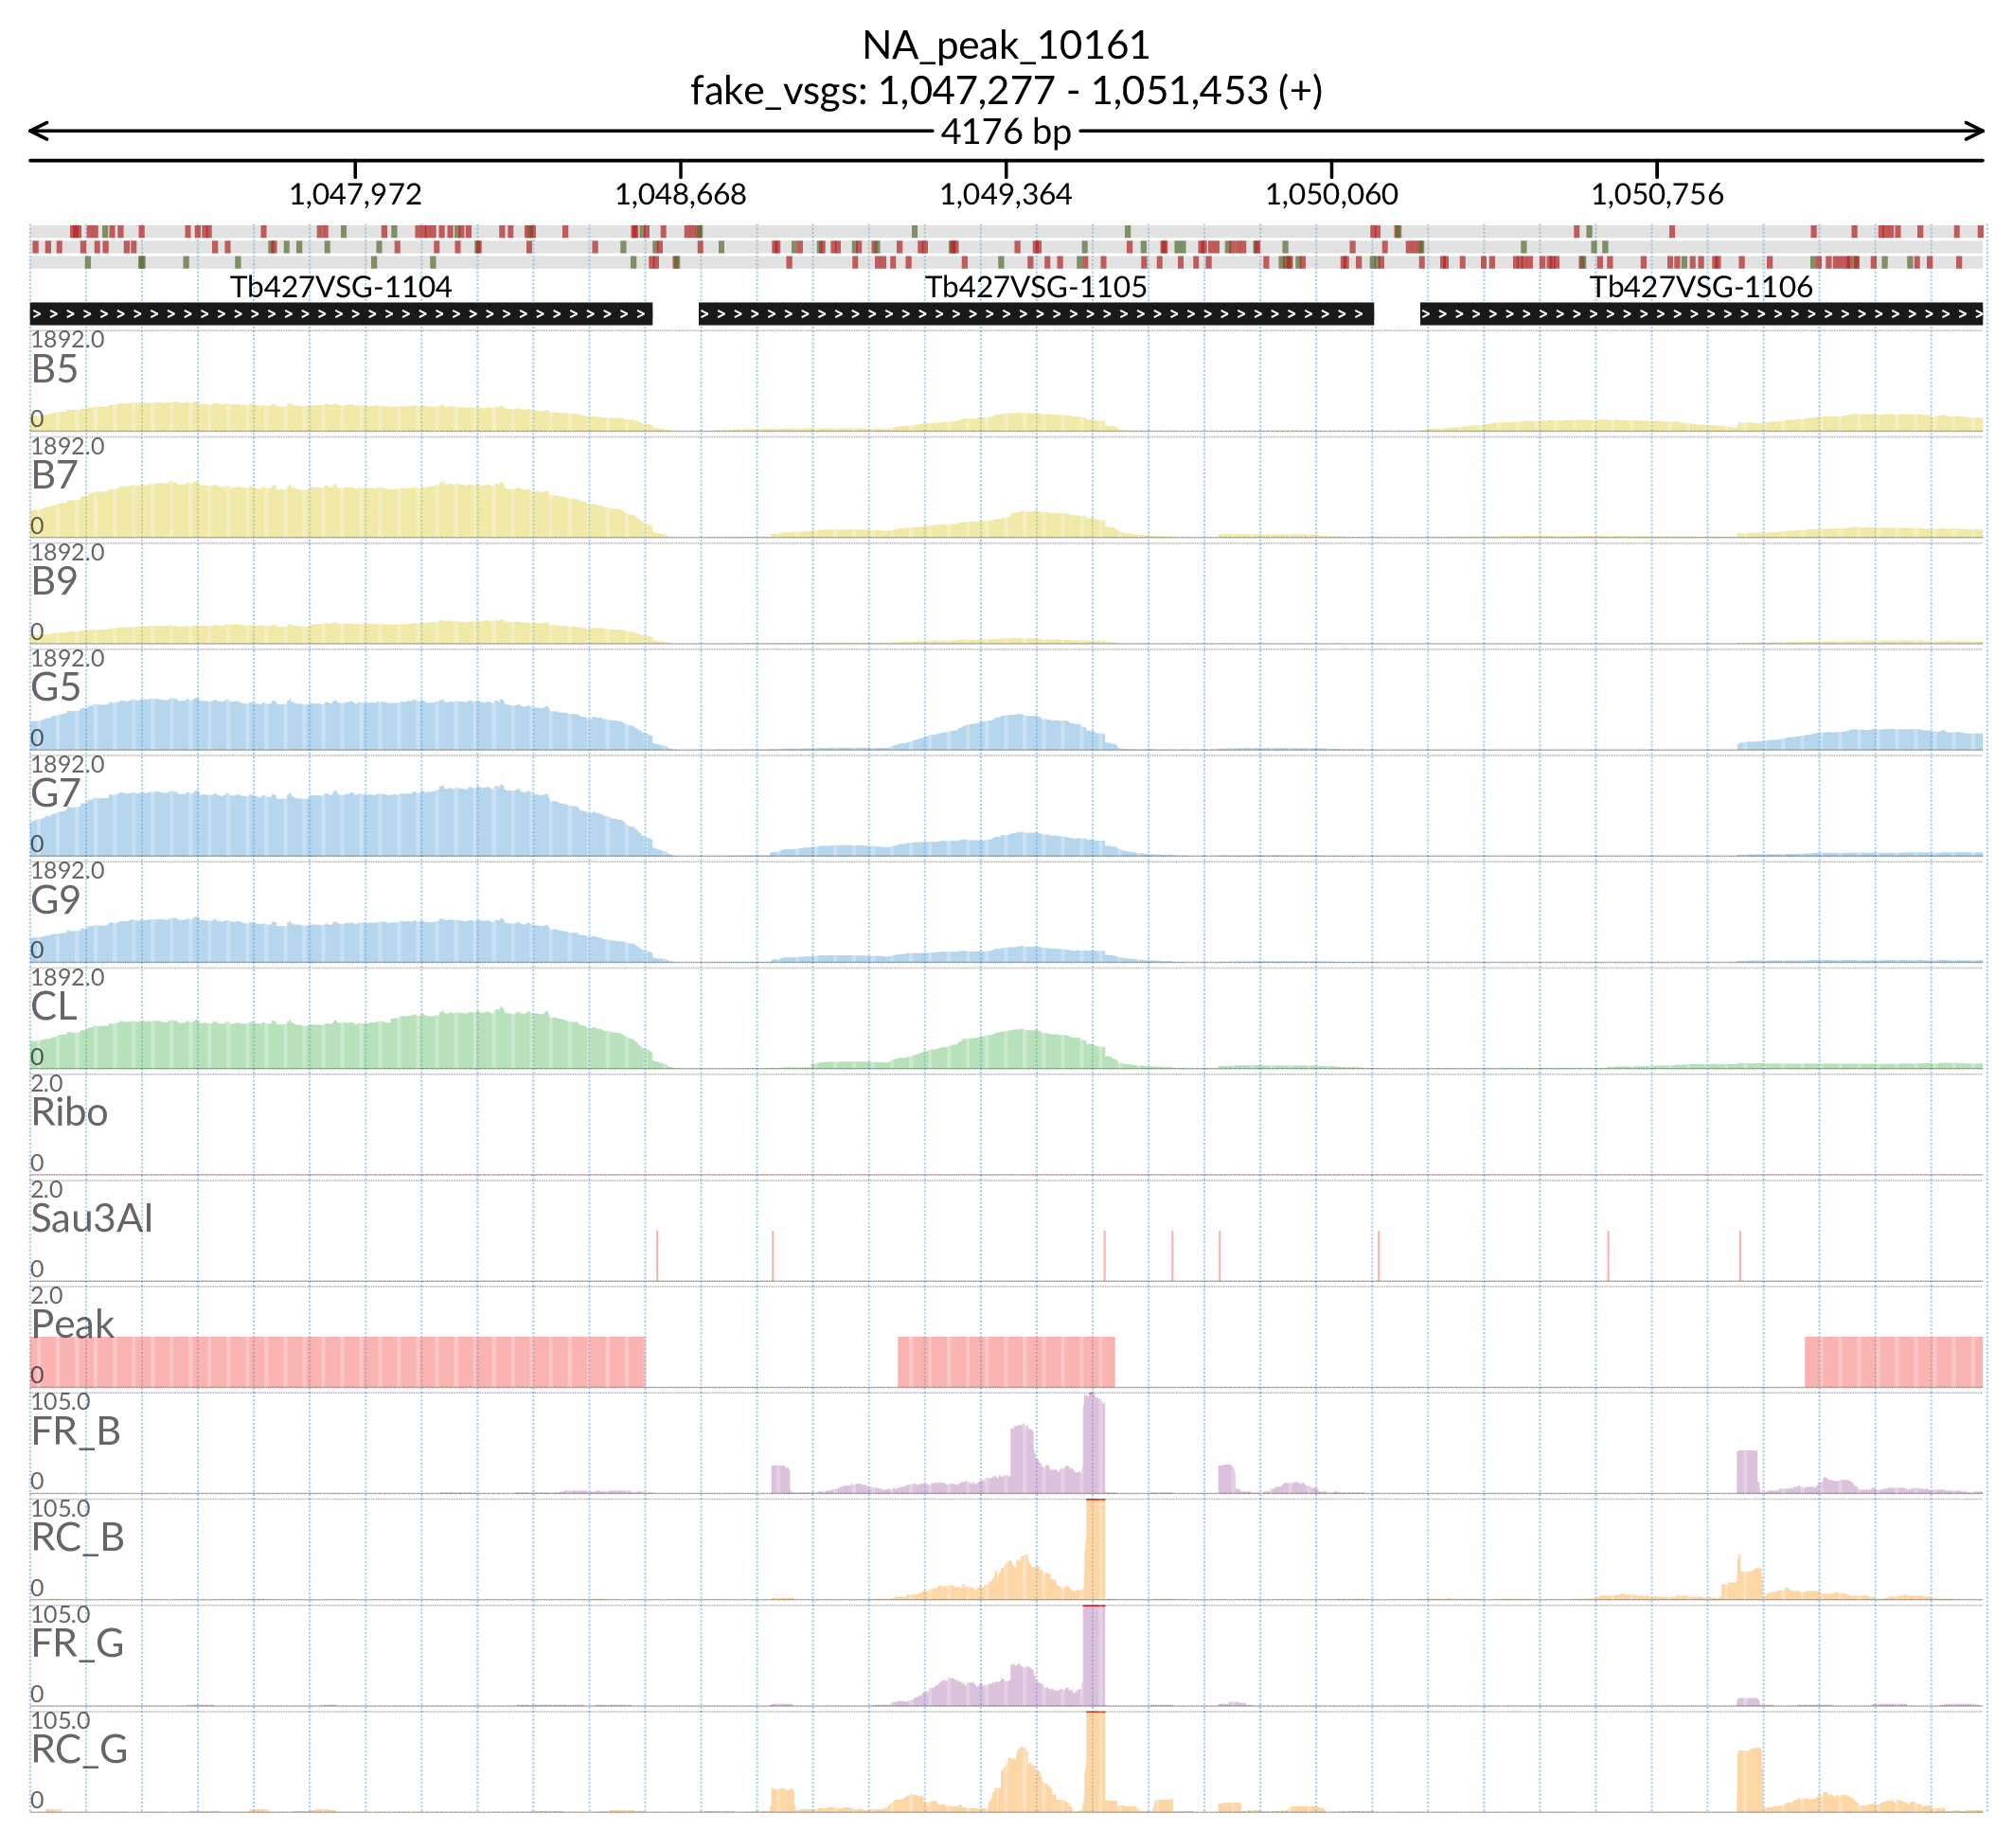 NA_peak_10161
fake_vsgs: 1,047,277 - 1,051,453 (+)
4176 bp
1,047,972 1,048,668 1,049,364 1,050,060 1,050,756
Tb427VSG-1104 Tb427VSG-1105 Tb427VSG-1106
1892.0
B5
0
1892.0
B7
0
1892.0
B9
0
1892.0
G5
0
1892.0
G7
0
1892.0
G9
0
1892.0
CL
0
2.0
Ribo
0
2.0
Sau3AI
0
2.0
Peak
0
105.0
FR_B
0
105.0
RC_B
0
105.0
FR_G
0
105.0
RC_G
0